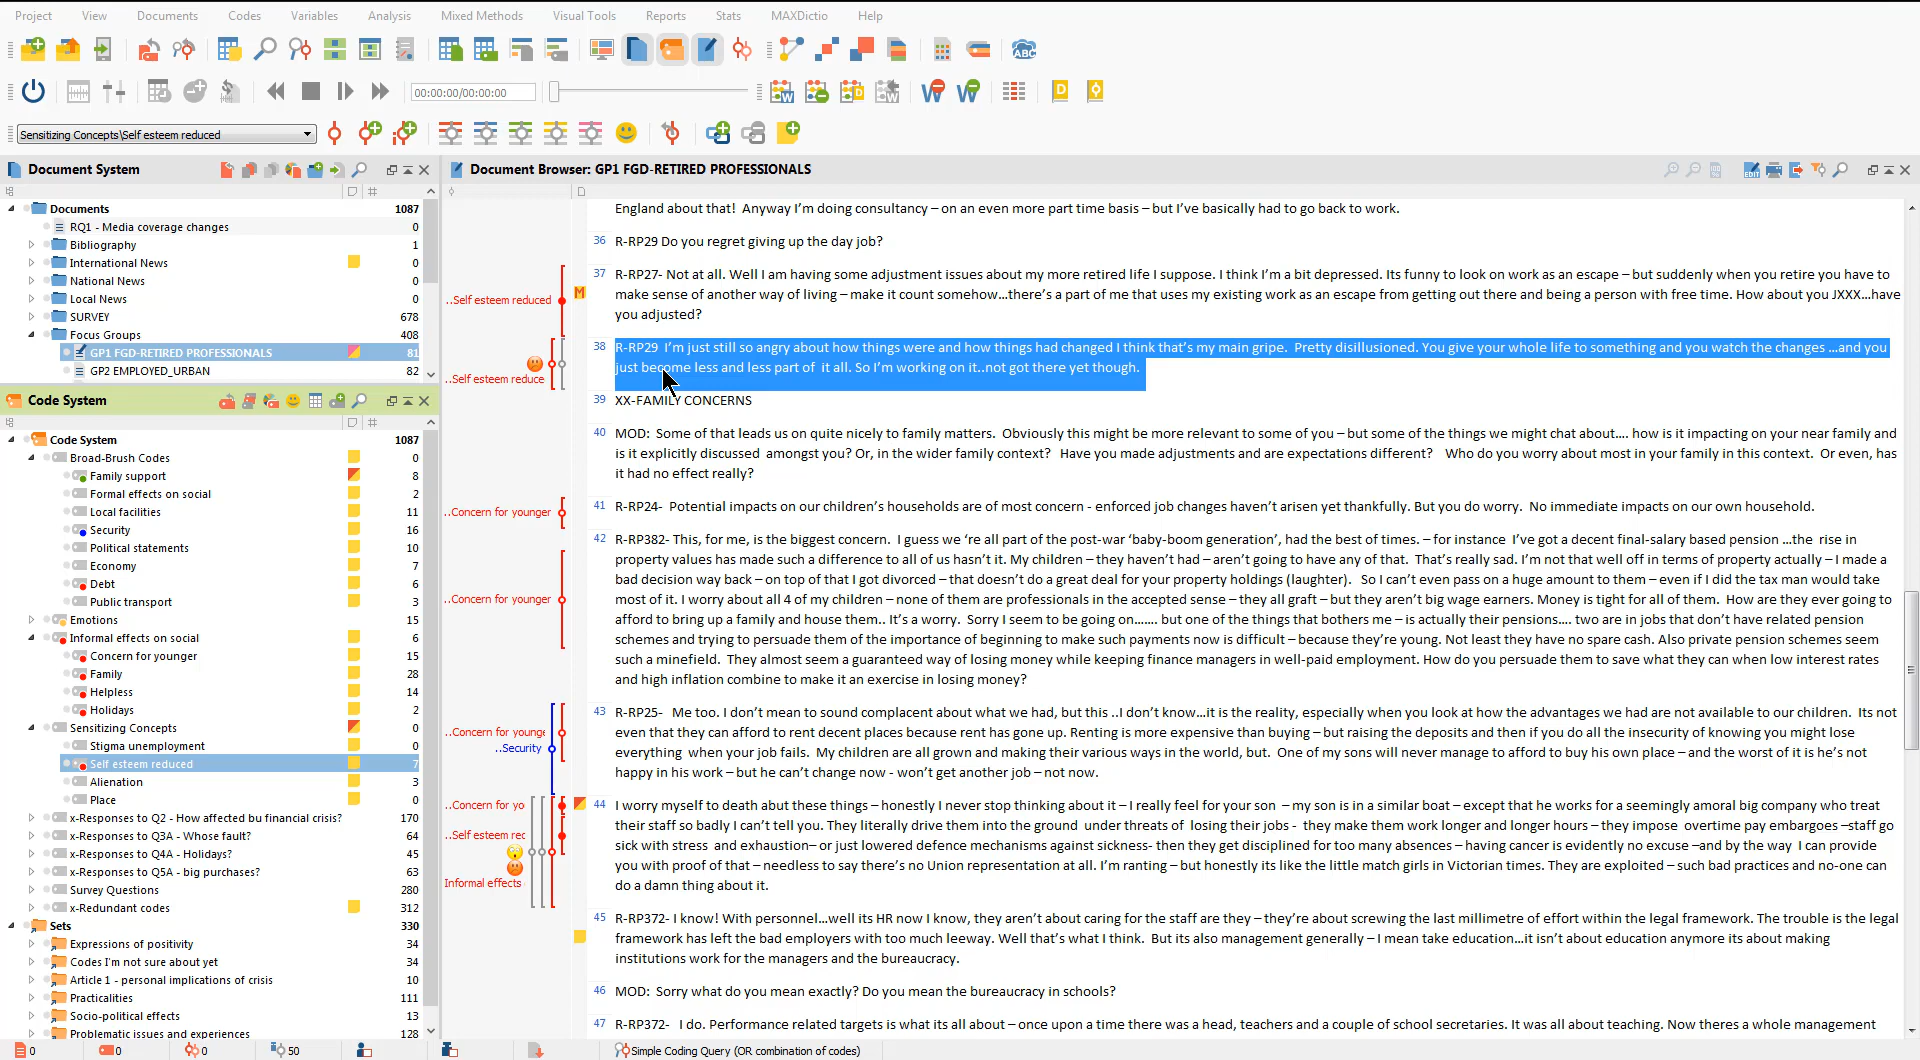 Project View Documents Codes Variables Analysis Mixed Methods Visual Tools Reports Stats MAXDictio Help
ABC
00:00:00/00:00:00 W D W W D
Sensitizing Concepts\Self esteem reduced
Document System
#
Documents 1087
RQ1 - Media coverage changes 0
Bibliography 1
International News 0
National News 0
Local News 0
SURVEY 678
Focus Groups 408
GP1 FGD-RETIRED PROFESSIONALS 81
GP2 EMPLOYED_URBAN 82
Code System
#
Code System 1087
Broad-Brush Codes 0
Family support 8
Formal effects on social 2
Local facilities 11
Security 16
Political statements 10
Economy 7
Debt 6
Public transport 3
Emotions 15
Informal effects on social 6
Concern for younger 15
Family 28
Helpless 14
Holidays 2
Sensitizing Concepts 0
Stigma unemployment 0
Self esteem reduced 7
Alienation 3
Place 0
x-Responses to Q2 - How affected bu financial crisis? 170
x-Responses to Q3A - Whose fault? 64
x-Responses to Q4A - Holidays? 45
x-Responses to Q5A - big purchases? 63
Survey Questions 280
x-Redundant codes 312
Sets 330
Expressions of positivity 34
Codes I'm not sure about yet 34
Article 1 - personal implications of crisis 10
Practicalities 111
Socio-political effects 13
Problematic issues and experiences 128
Document Browser: GP1 FGD-RETIRED PROFESSIONALS
EDIT
England about that! Anyway I'm doing consultancy – on an even more part time basis – but I've basically had to go back to work.
36 R-RP29 Do you regret giving up the day job?
37 R-RP27- Not at all. Well I am having some adjustment issues about my more retired life I suppose. I think I'm a bit depressed. Its funny to look on work as an escape – but suddenly when you retire you have to
..Self esteem reduced M make sense of another way of living – make it count somehow...there's a part of me that uses my existing work as an escape from getting out there and being a person with free time. How about you JXXX...have
you adjusted?
38 R-RP29 I'm just still so angry about how things were and how things had changed I think that's my main gripe. Pretty disillusioned. You give your whole life to something and you watch the changes ...and you
just become less and less part of it all. So I'm working on it..not got there yet though.
..Self esteem reduce
39 XX-FAMILY CONCERNS
40 MOD: Some of that leads us on quite nicely to family matters. Obviously this might be more relevant to some of you – but some of the things we might chat about.... how is it impacting on your near family and
is it explicitly discussed amongst you? Or, in the wider family context? Have you made adjustments and are expectations different? Who do you worry about most in your family in this context. Or even, has
it had no effect really?
..Concern for younger 41 R-RP24- Potential impacts on our children's households are of most concern - enforced job changes haven't arisen yet thankfully. But you do worry. No immediate impacts on our own household.
42 R-RP382- This, for me, is the biggest concern. I guess we 're all part of the post-war 'baby-boom generation', had the best of times. – for instance I've got a decent final-salary based pension ...the rise in
property values has made such a difference to all of us hasn't it. My children – they haven't had – aren't going to have any of that. That's really sad. I'm not that well off in terms of property actually – I made a
bad decision way back – on top of that I got divorced – that doesn't do a great deal for your property holdings (laughter). So I can't even pass on a huge amount to them – even if I did the tax man would take
..Concern for younger most of it. I worry about all 4 of my children – none of them are professionals in the accepted sense – they all graft – but they aren't big wage earners. Money is tight for all of them. How are they ever going to
afford to bring up a family and house them.. It's a worry. Sorry I seem to be going on....... but one of the things that bothers me – is actually their pensions.... two are in jobs that don't have related pension
schemes and trying to persuade them of the importance of beginning to make such payments now is difficult – because they're young. Not least they have no spare cash. Also private pension schemes seem
such a minefield. They almost seem a guaranteed way of losing money while keeping finance managers in well-paid employment. How do you persuade them to save what they can when low interest rates
and high inflation combine to make it an exercise in losing money?
43 R-RP25- Me too. I don't mean to sound complacent about what we had, but this ..I don't know...it is the reality, especially when you look at how the advantages we had are not available to our children. Its not
..Concern for younge even that they can afford to rent decent places because rent has gone up. Renting is more expensive than buying – but raising the deposits and then if you do all the insecurity of knowing you might lose
..Security everything when your job fails. My children are all grown and making their various ways in the world, but. One of my sons will never manage to afford to buy his own place – and the worst of it is he's not
happy in his work – but he can't change now - won't get another job – not now.
..Concern for yo 44 I worry myself to death abut these things – honestly I never stop thinking about it – I really feel for your son – my son is in a similar boat – except that he works for a seemingly amoral big company who treat
their staff so badly I can't tell you. They literally drive them into the ground under threats of losing their jobs - they make them work longer and longer hours – they impose overtime pay embargoes –staff go
..Self esteem rec
sick with stress and exhaustion– or just lowered defence mechanisms against sickness- then they get disciplined for too many absences – having cancer is evidently no excuse –and by the way I can provide
you with proof of that – needless to say there's no Union representation at all. I'm ranting – but honestly its like the little match girls in Victorian times. They are exploited – such bad practices and no-one can
Informal effects do a damn thing about it.
45 R-RP372- I know! With personnel...well its HR now I know, they aren't about caring for the staff are they – they're about screwing the last millimetre of effort within the legal framework. The trouble is the legal
framework has left the bad employers with too much leeway. Well that's what I think. But its also management generally – I mean take education...it isn't about education anymore its about making
institutions work for the managers and the bureaucracy.
46 MOD: Sorry what do you mean exactly? Do you mean the bureaucracy in schools?
47 R-RP372- I do. Performance related targets is what its all about – once upon a time there was a head, teachers and a couple of school secretaries. It was all about teaching. Now theres a whole management
0 0 0 50 Simple Coding Query (OR combination of codes)